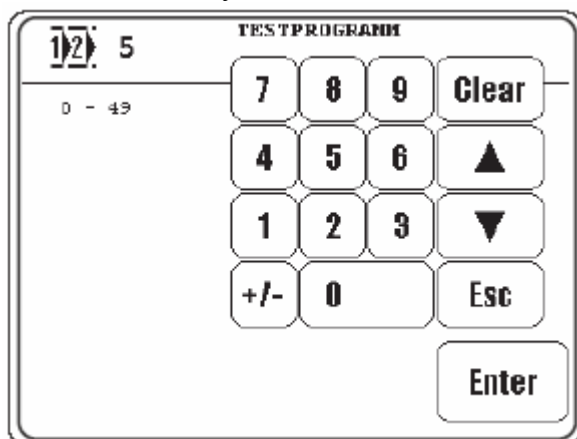 TESTPROGRAMM
1 2 5
0 - 49
7 8 9 Clear
4 5 6
1 2 3
+/- 0 Esc
Enter